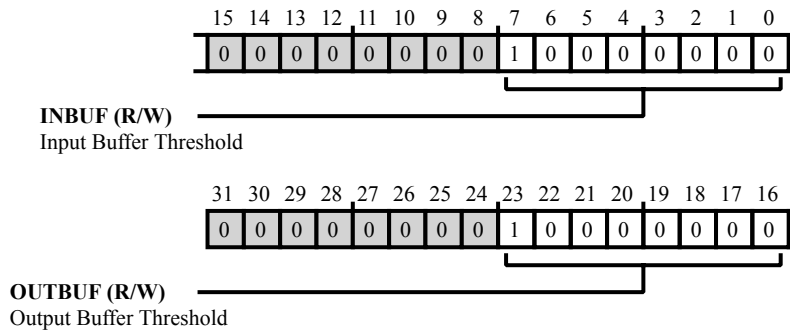 15 14 13 12 11 10 9 8 7 6 5 4 3 2 1 0
0 0 0 0 0 0 0 0 1 0 0 0 0 0 0 0
INBUF (R/W)
Input Buffer Threshold
31 30 29 28 27 26 25 24 23 22 21 20 19 18 17 16
0 0 0 0 0 0 0 0 1 0 0 0 0 0 0 0
OUTBUF (R/W)
Output Buffer Threshold